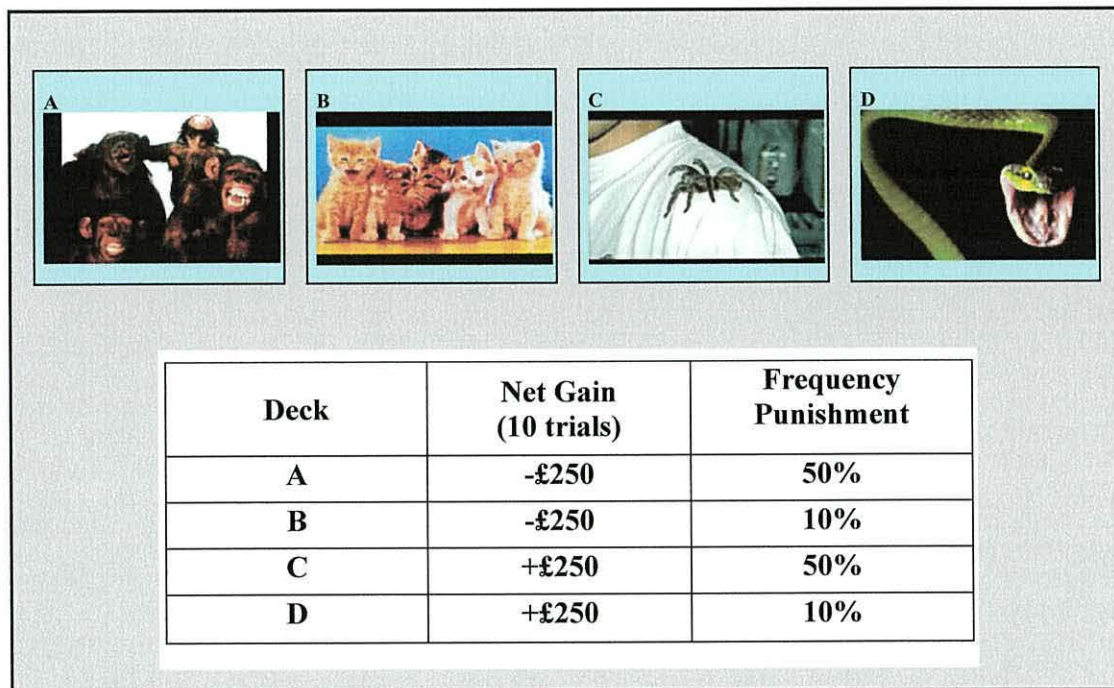 A
B
C
D
Deck
Net Gain
(10 trials)
Frequency
Punishment
A
-£250
50%
B
-£250
10%
C
+£250
50%
D
+£250
10%